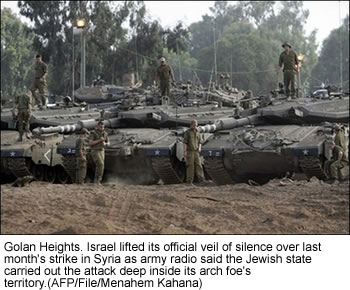 Golan Heights. Israel lifted its official veil of silence over last
month's strike in Syria as army radio said the Jewish state
carried out the attack deep inside its arch foe's
territory.(AFP/File/Menahem Kahana)